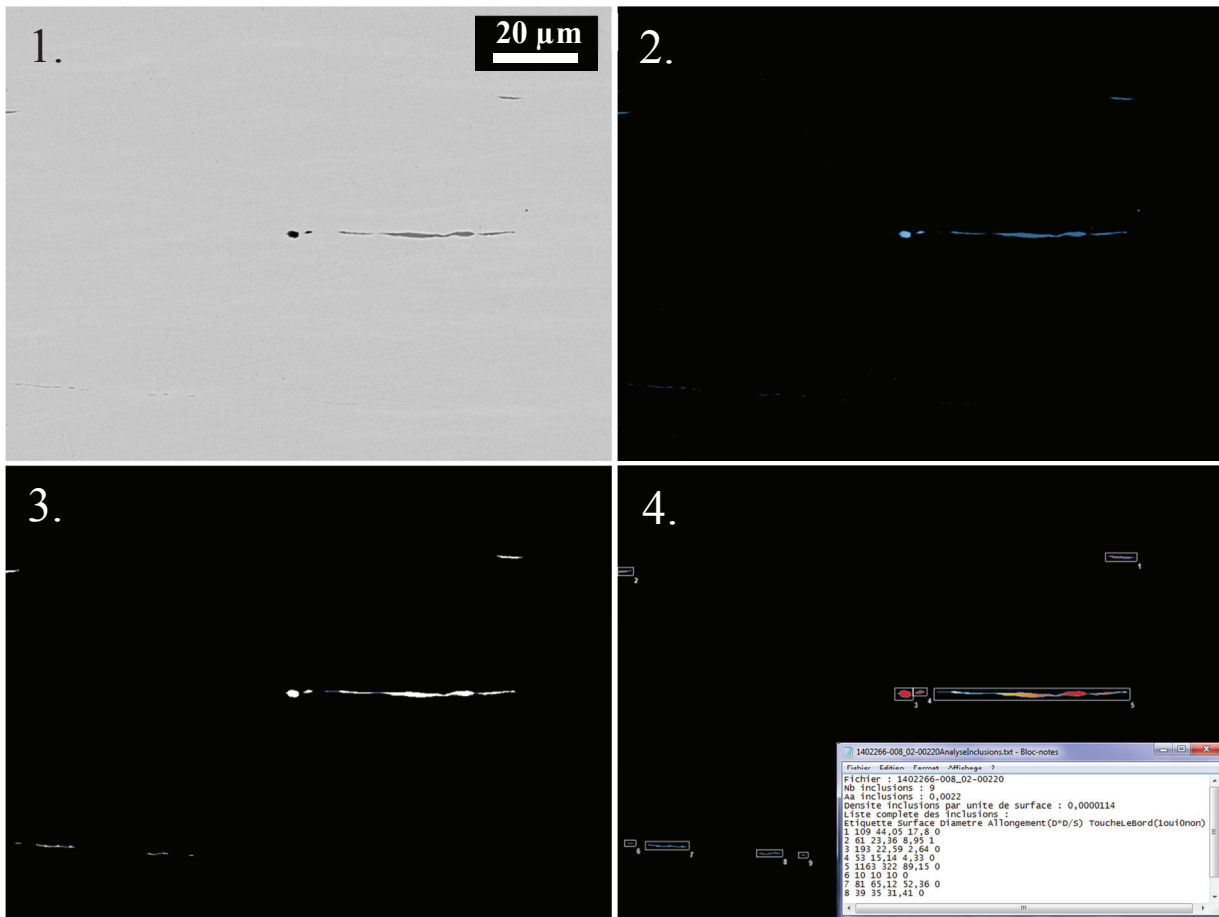 1.
20 µm
2.
3.
4.
1
2
3
4
5
6
7
8
9
1402266-008_02-00220AnalyseInclusions.txt - Bloc-notes
Fichier Edition Format Affichage ?
Fichier : 1402266-008_02-00220
Nb inclusions : 9
Aa inclusions : 0,0022
Densite inclusions par unite de surface : 0,0000114
Liste complete des inclusions :
Etiquette Surface Diametre Allongement(D*D/S) ToucheLeBord(1oui0non)
1 109 44,05 17,8 0
2 61 23,36 8,95 1
3 193 22,59 2,64 0
4 53 15,14 4,33 0
5 1163 322 89,15 0
6 10 10 10 0
7 81 65,12 52,36 0
8 39 35 31,41 0